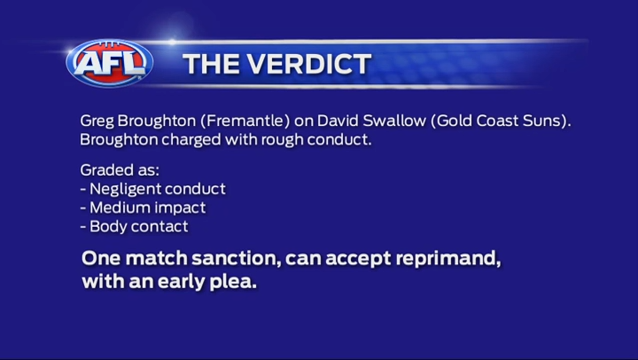 AFL THE VERDICT
Greg Broughton (Fremantle) on David Swallow (Gold Coast Suns).
Broughton charged with rough conduct.
Graded as:
- Negligent conduct
- Medium impact
- Body contact
One match sanction, can accept reprimand,
with an early plea.